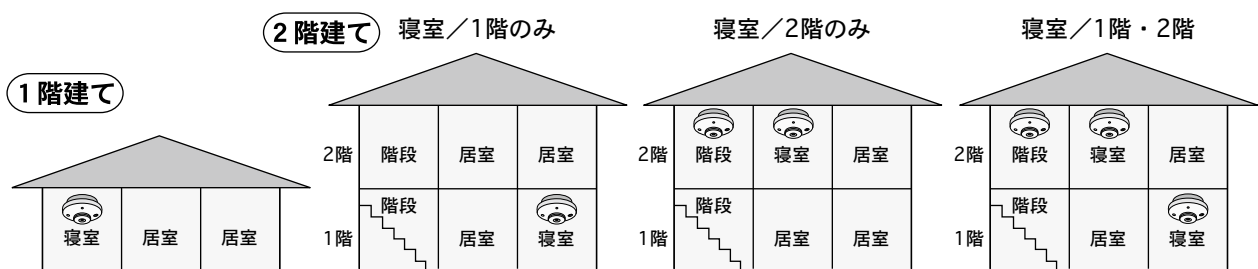 2階建て 寝室／1階のみ 寝室／2階のみ 寝室／1階・2階
1階建て
2階 階段 居室 居室 2階 階段 寝室 居室 2階 階段 寝室 居室
階段 階段 階段
寝室 居室 居室 1階 居室 寝室 1階 居室 居室 1階 居室 寝室